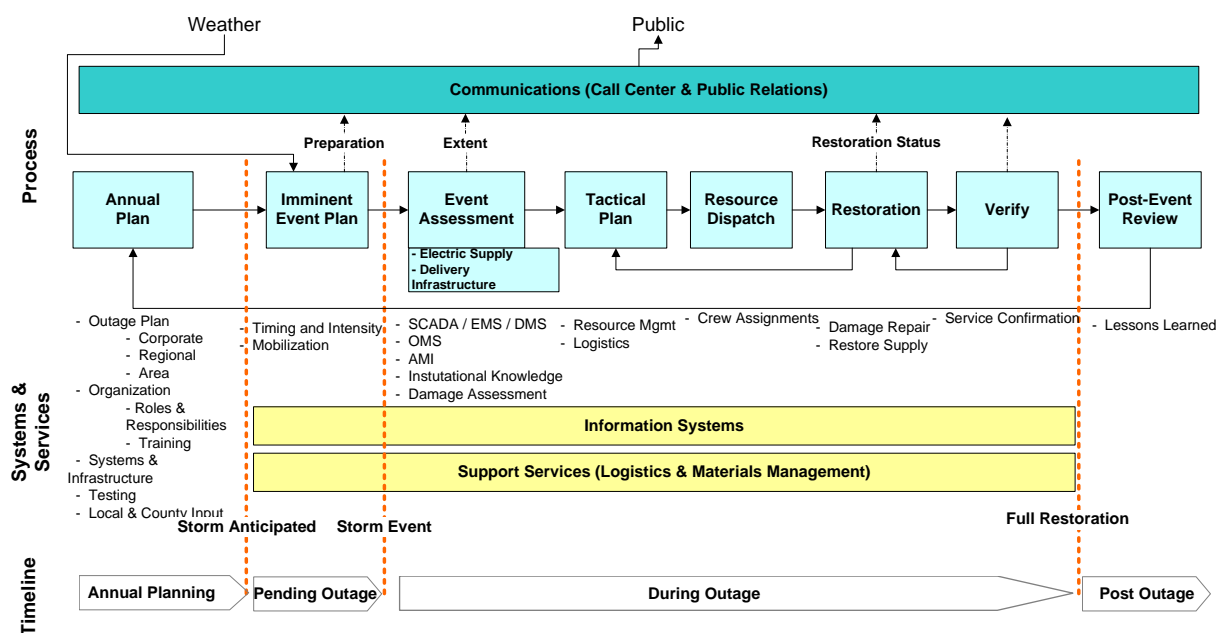 Weather
Public
Communications (Call Center & Public Relations)
Process
Preparation
Extent
Restoration Status
Annual
Plan
Imminent
Event Plan
Event
Assessment
Tactical
Plan
Resource
Dispatch
Restoration
Verify
Post-Event
Review
- Electric Supply
- Delivery
Infrastructure
Systems &
Services
- Outage Plan
- Corporate
- Regional
- Area
- Organization
- Roles &
Responsibilities
- Training
- Systems &
Infrastructure
- Testing
- Local & County Input
- Timing and Intensity
- Mobilization
- SCADA / EMS / DMS
- OMS
- AMI
- Instutational Knowledge
- Damage Assessment
- Resource Mgmt
- Logistics
- Crew Assignments
- Damage Repair
- Restore Supply
- Service Confirmation
- Lessons Learned
Information Systems
Support Services (Logistics & Materials Management)
Storm Anticipated
Storm Event
Full Restoration
Timeline
Annual Planning
Pending Outage
During Outage
Post Outage